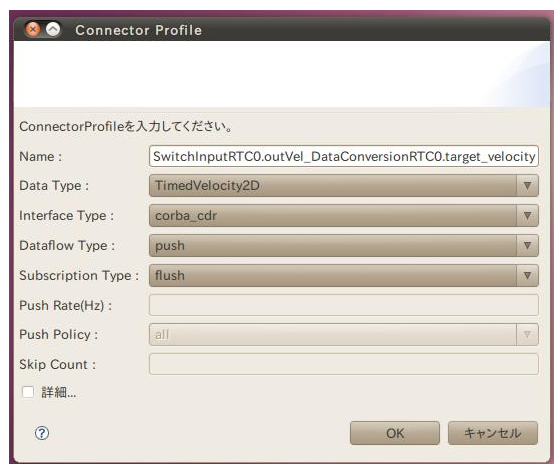 Connector Profile
ConnectorProfileを入力してください。
Name : SwitchInputRTC0.outVel_DataConversionRTC0.target_velocity
Data Type : TimedVelocity2D
Interface Type : corba_cdr
Dataflow Type : push
Subscription Type : flush
Push Rate(Hz) :
Push Policy : all
Skip Count :
詳細...
? OK キャンセル